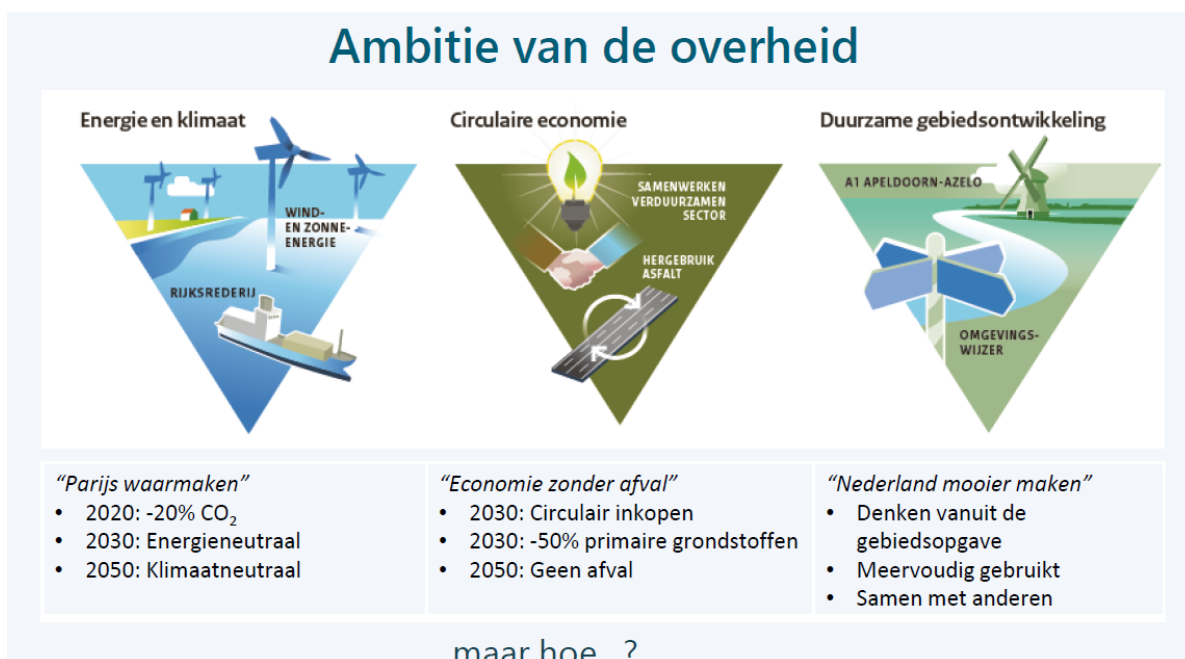 Ambitie van de overheid
Energie en klimaat
WIND-
EN ZONNE-
ENERGIE
RIJKSREDERIJ
Circulaire economie
SAMENWERKEN
VERDUURZAMEN
SECTOR
HERGEBRUIK
ASFALT
Duurzame gebiedsontwikkeling
A1 APELDOORN-AZELO
OMGEVINGS-
WIJZER
“Parijs waarmaken”
• 2020: -20% CO₂
• 2030: Energieneutraal
• 2050: Klimaatneutraal
“Economie zonder afval”
• 2030: Circulair inkopen
• 2030: -50% primaire grondstoffen
• 2050: Geen afval
“Nederland mooier maken”
• Denken vanuit de
gebiedsopgave
• Meervoudig gebruikt
• Samen met anderen
maar hoe...?